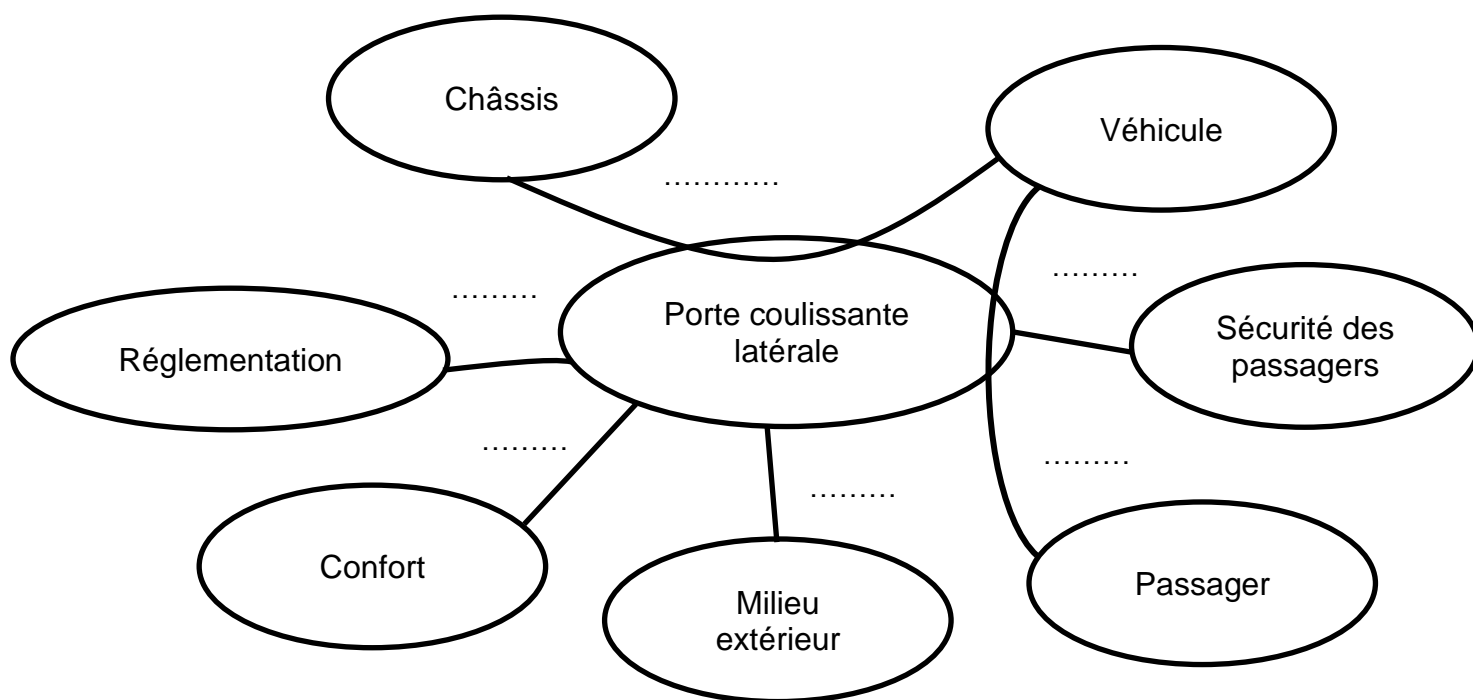 Châssis
Véhicule
............
.........
.........
Porte coulissante
latérale
Sécurité des
passagers
Réglementation
.........
.........
.........
Confort
Milieu
extérieur
Passager